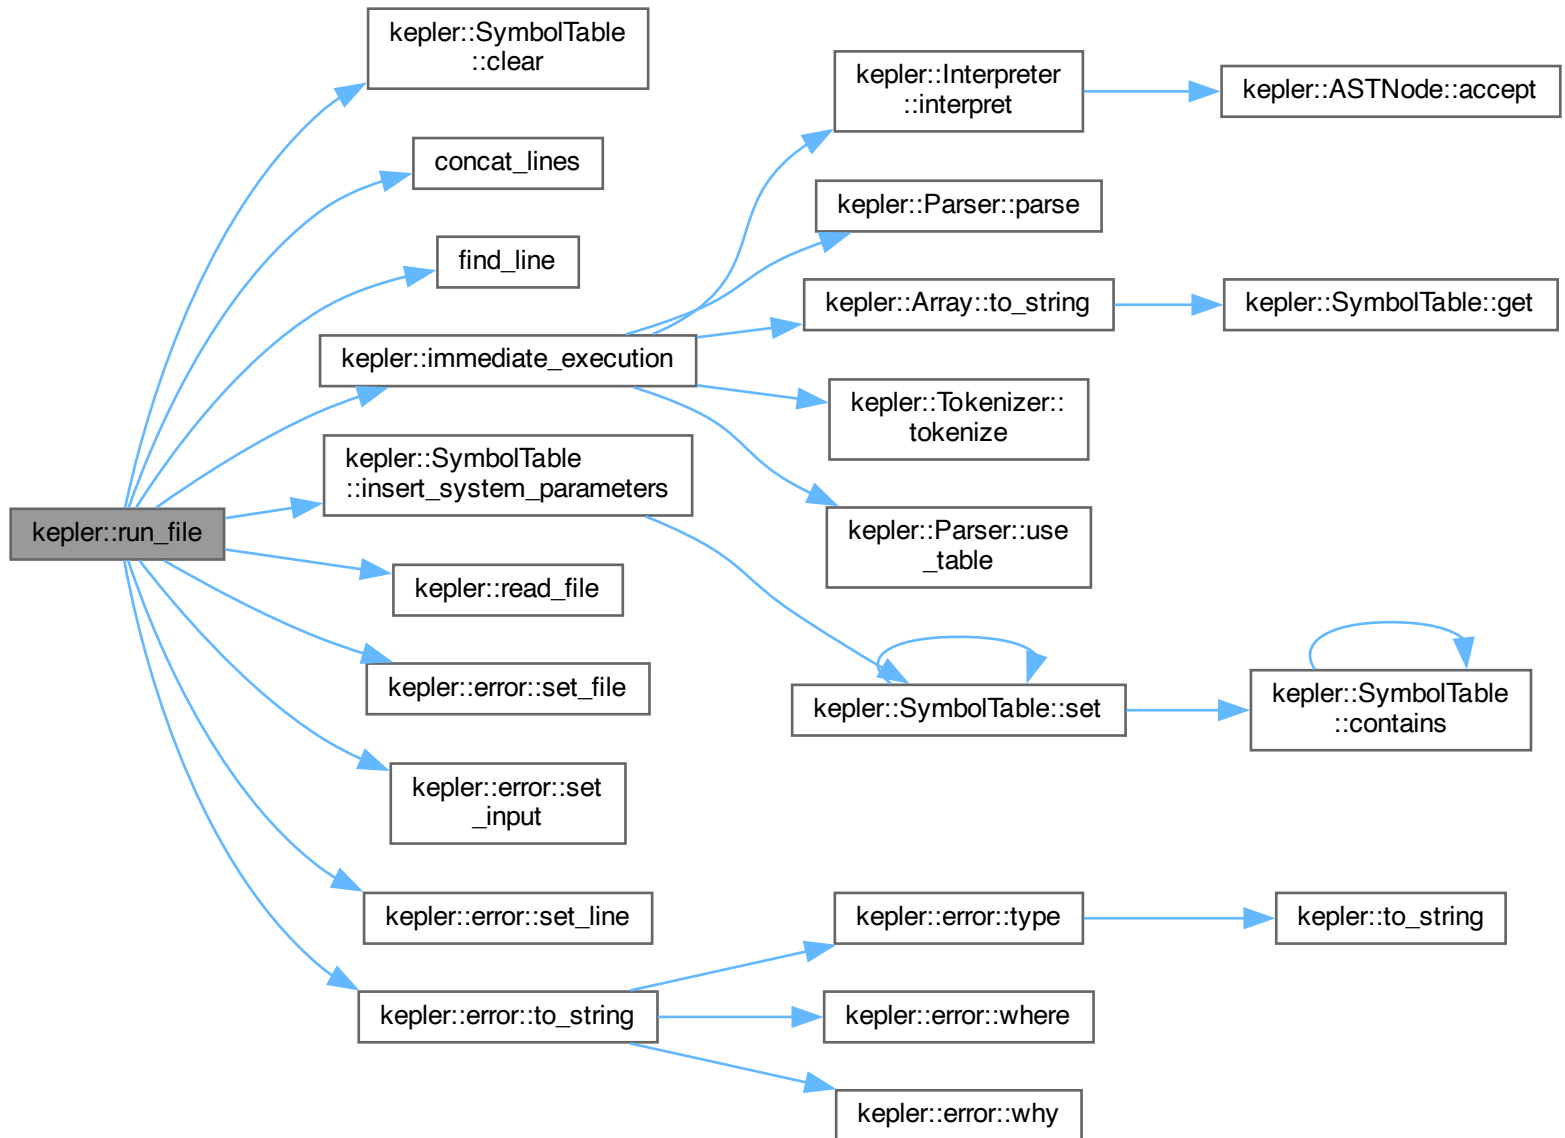 kepler::SymbolTable
::clear
concat_lines
find_line
kepler::immediate_execution
kepler::SymbolTable
::insert_system_parameters
kepler::run_file
kepler::read_file
kepler::error::set_file
kepler::error::set
_input
kepler::error::set_line
kepler::error::to_string
kepler::Interpreter
::interpret
kepler::Parser::parse
kepler::Array::to_string
kepler::Tokenizer::
tokenize
kepler::Parser::use
_table
kepler::SymbolTable::set
kepler::error::type
kepler::error::where
kepler::error::why
kepler::ASTNode::accept
kepler::SymbolTable::get
kepler::SymbolTable
::contains
kepler::to_string